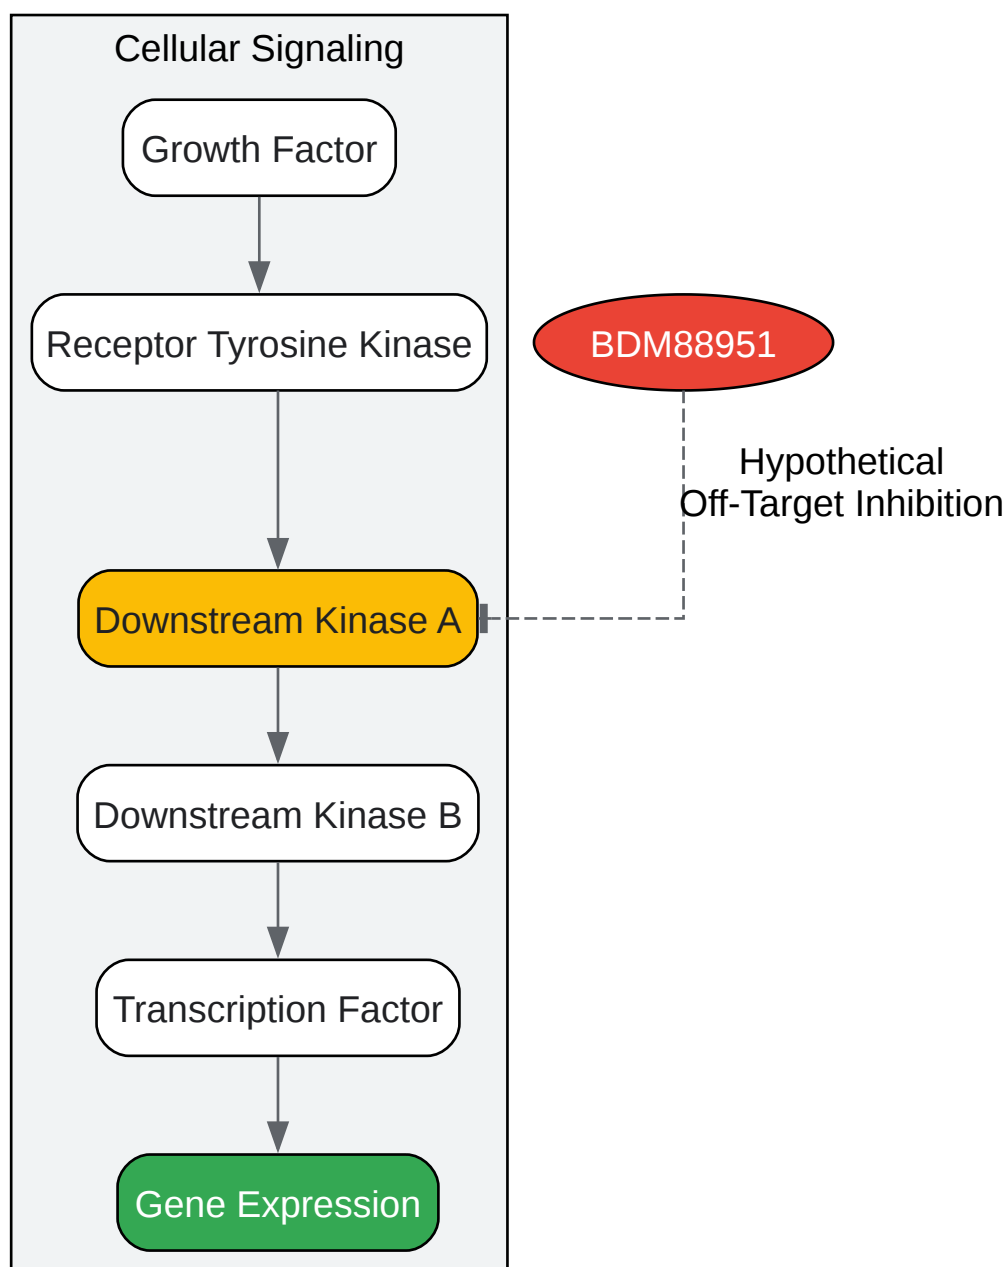 Cellular Signaling
Growth Factor
Receptor Tyrosine Kinase
BDM88951
Hypothetical
Off-Target Inhibition
Downstream Kinase A
Downstream Kinase B
Transcription Factor
Gene Expression